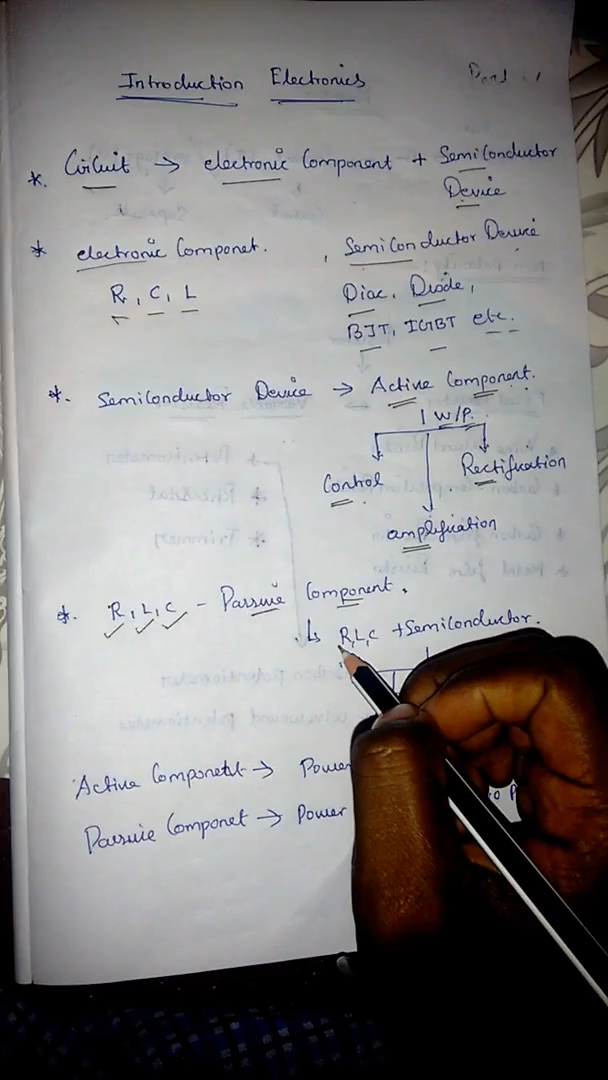 Introduction Electronics
*. Circuit → electronic Component + Semiconductor
Device
* electronic Componet. , Semiconductor Device
R, C, L
Diac, Diode,
BJT, IGBT etc.
*. Semiconductor Device → Active Component.
W/P.
Control
Rectification
amplification
*. R, L, C - Passive Component.
↳ R,L,C + Semiconductor.
Active Componetet → Power
Passive Componet → Power